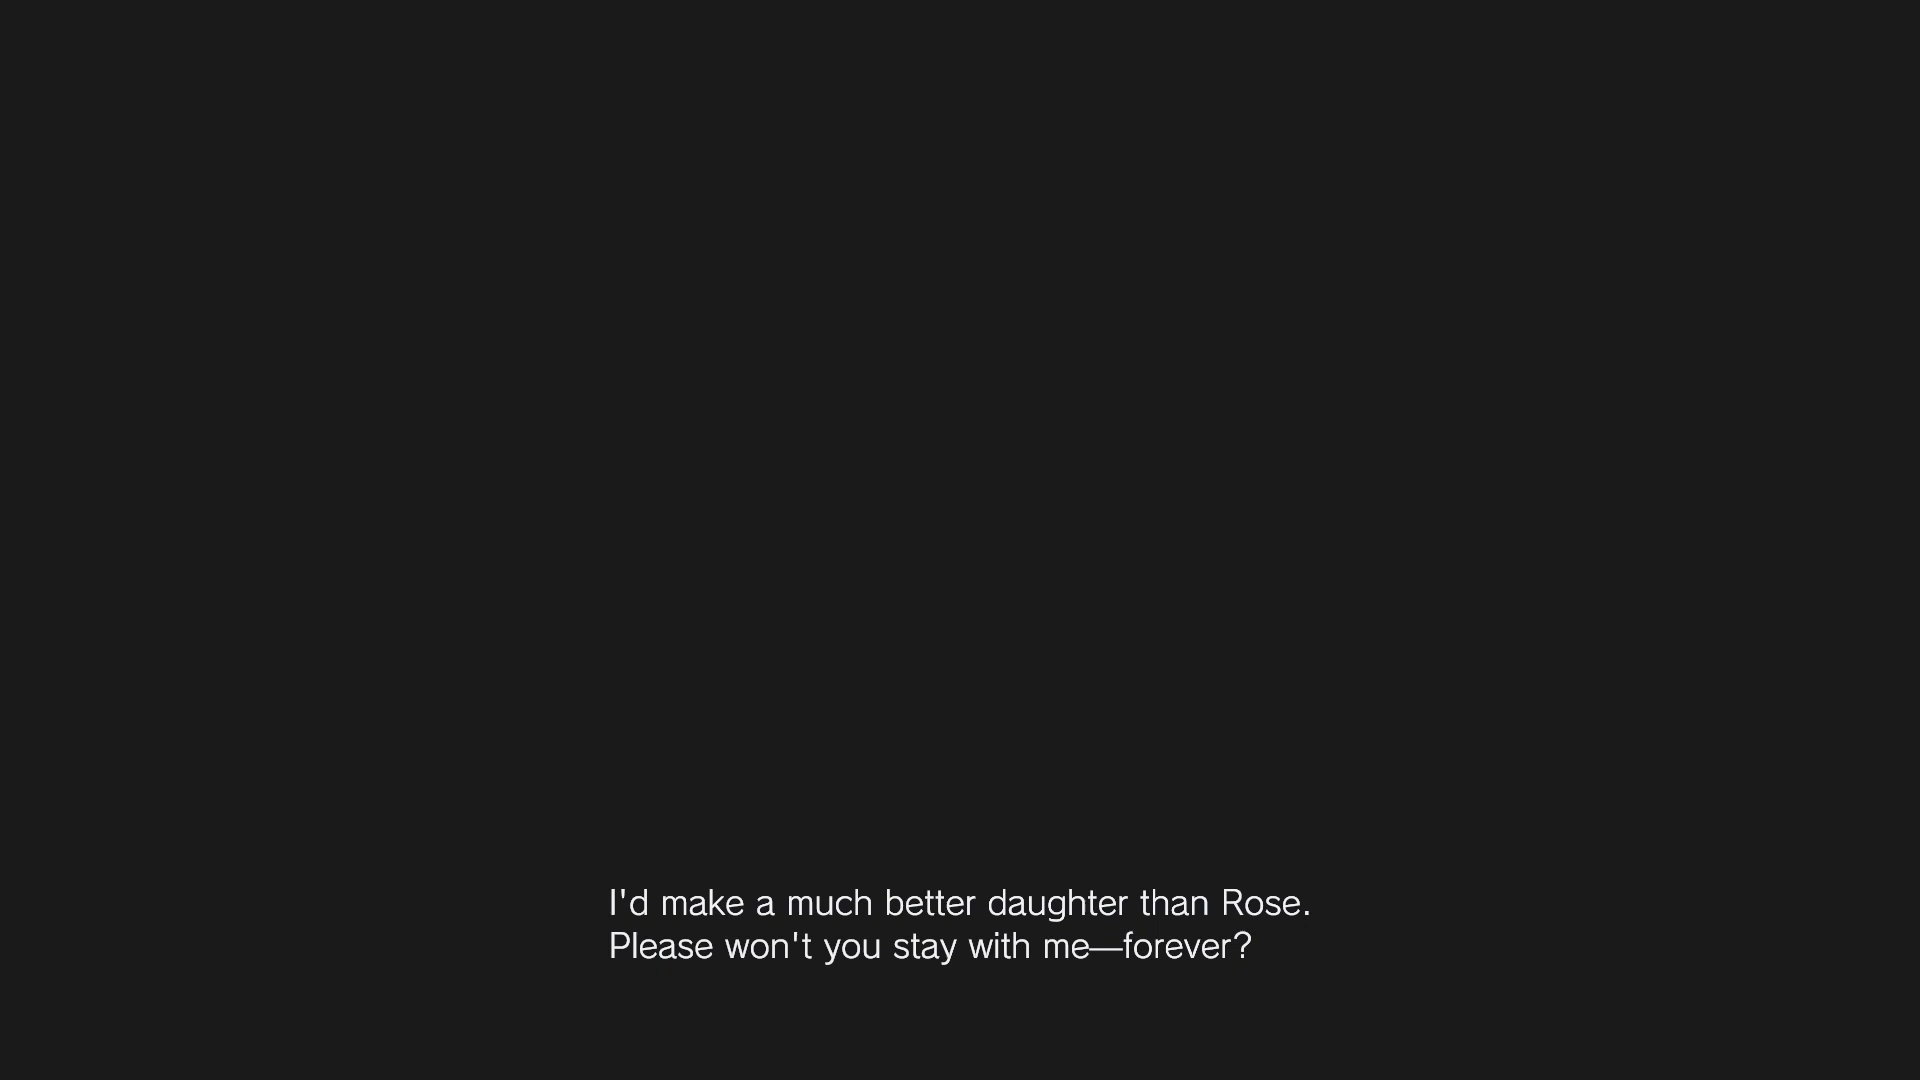 I'd make a much better daughter than Rose.
Please won't you stay with me—forever?